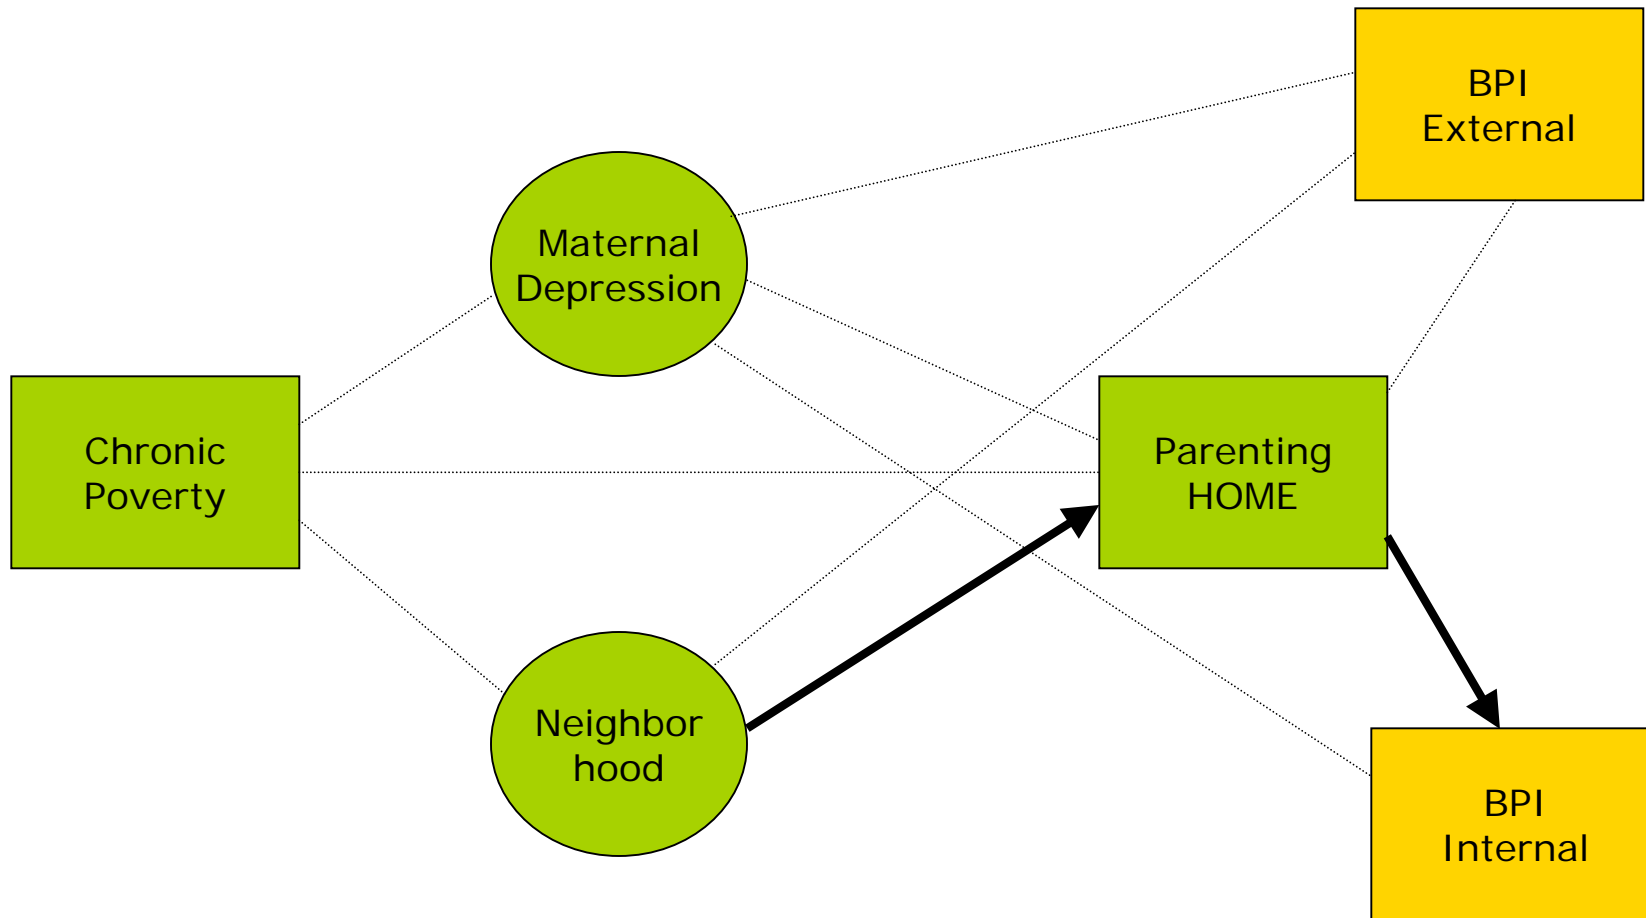 BPI
External
Maternal
Depression
Chronic
Poverty
Parenting
HOME
Neighbor
hood
BPI
Internal